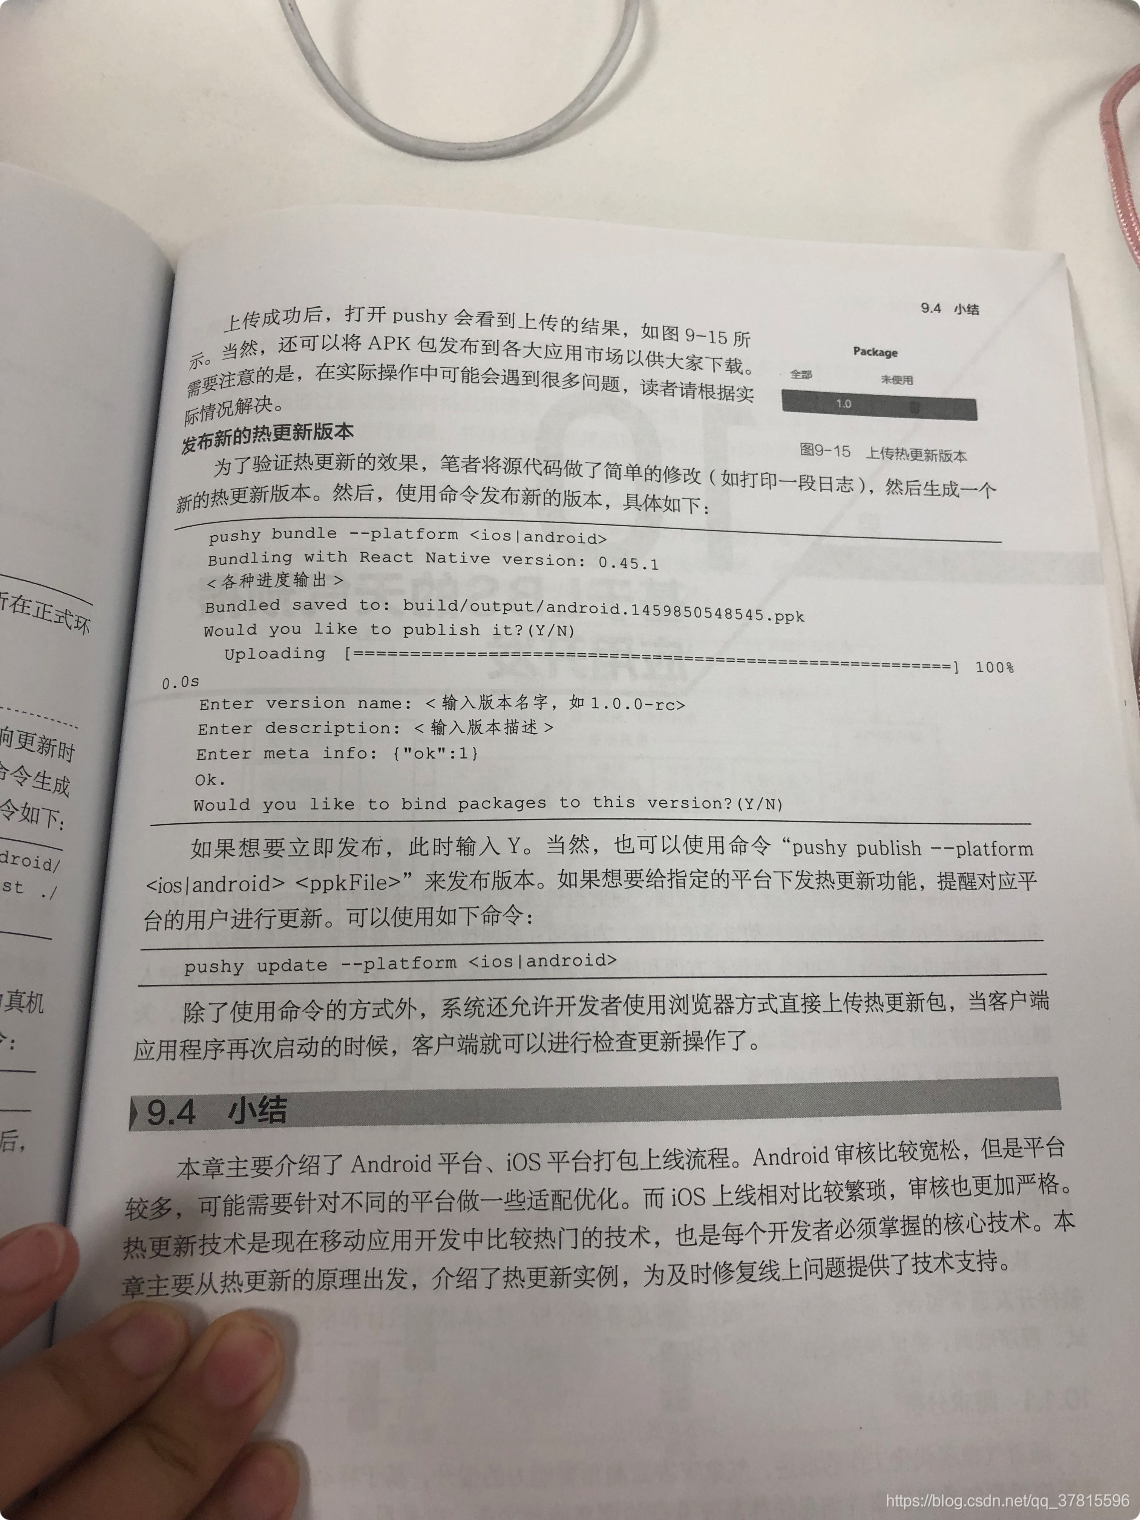 9.4 小结
上传成功后，打开 pushy 会看到上传的结果，如图 9-15 所
示。当然，还可以将 APK 包发布到各大应用市场以供大家下载。
需要注意的是，在实际操作中可能会遇到很多问题，读者请根据实
际情况解决。
Package
全部 未使用
1.0
图9-15 上传热更新版本
发布新的热更新版本
为了验证热更新的效果，笔者将源代码做了简单的修改（如打印一段日志），然后生成一个
新的热更新版本。然后，使用命令发布新的版本，具体如下：
pushy bundle --platform <ios|android>
Bundling with React Native version: 0.45.1
<各种进度输出>
Bundled saved to: build/output/android.1459850548545.ppk
Would you like to publish it?(Y/N)
Uploading [========================================================] 100%
0.0s
Enter version name: <输入版本名字，如1.0.0-rc>
Enter description: <输入版本描述>
Enter meta info: {"ok":1}
Ok.
Would you like to bind packages to this version?(Y/N)
如果想要立即发布，此时输入 Y。当然，也可以使用命令“pushy publish --platform
<ios|android> <ppkFile>”来发布版本。如果想要给指定的平台下发热更新功能，提醒对应平
台的用户进行更新。可以使用如下命令：
pushy update --platform <ios|android>
除了使用命令的方式外，系统还允许开发者使用浏览器方式直接上传热更新包，当客户端
应用程序再次启动的时候，客户端就可以进行检查更新操作了。
9.4 小结
本章主要介绍了 Android 平台、iOS 平台打包上线流程。Android 审核比较宽松，但是平台
较多，可能需要针对不同的平台做一些适配优化。而 iOS 上线相对比较繁琐，审核也更加严格。
热更新技术是现在移动应用开发中比较热门的技术，也是每个开发者必须掌握的核心技术。本
章主要从热更新的原理出发，介绍了热更新实例，为及时修复线上问题提供了技术支持。
所在正式环
响更新时
命令生成
令如下：
droid/
st ./
真机
后，
https://blog.csdn.net/qq_37815596